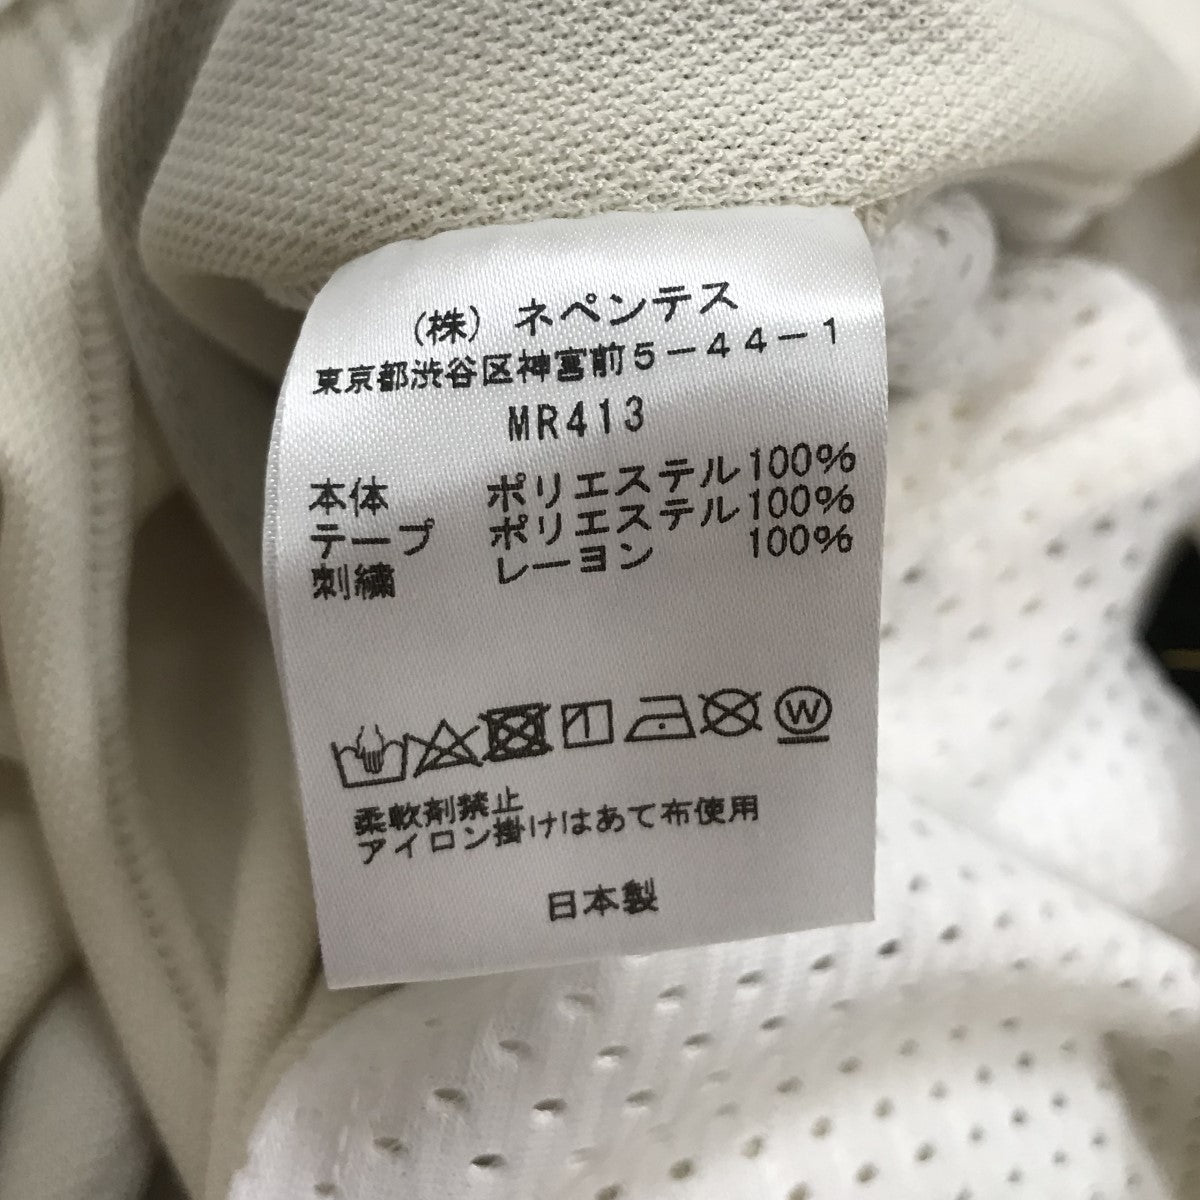 (株) ネペンテス
東京都渋谷区神宮前5-44-1
MR413
本体 ポリエステル100%
テープ ポリエステル100%
刺繍 レーヨン 100%
W
柔軟剤禁止
アイロン掛けはあて布使用
日本製